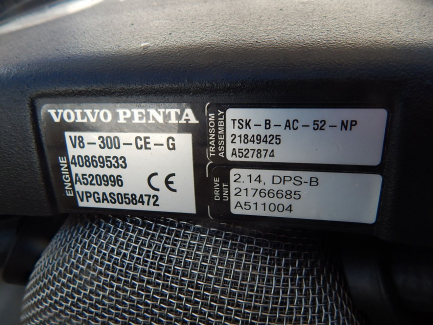 VOLVO PENTA
ENGINE
V8-300-CE-G
40869533
A520996
CE
VPGAS058472
TRANSOM
ASSEMBLY
TSK-B-AC-52-NP
21849425
A527874
DRIVE
UNIT
2.14, DPS-B
21766685
A511004